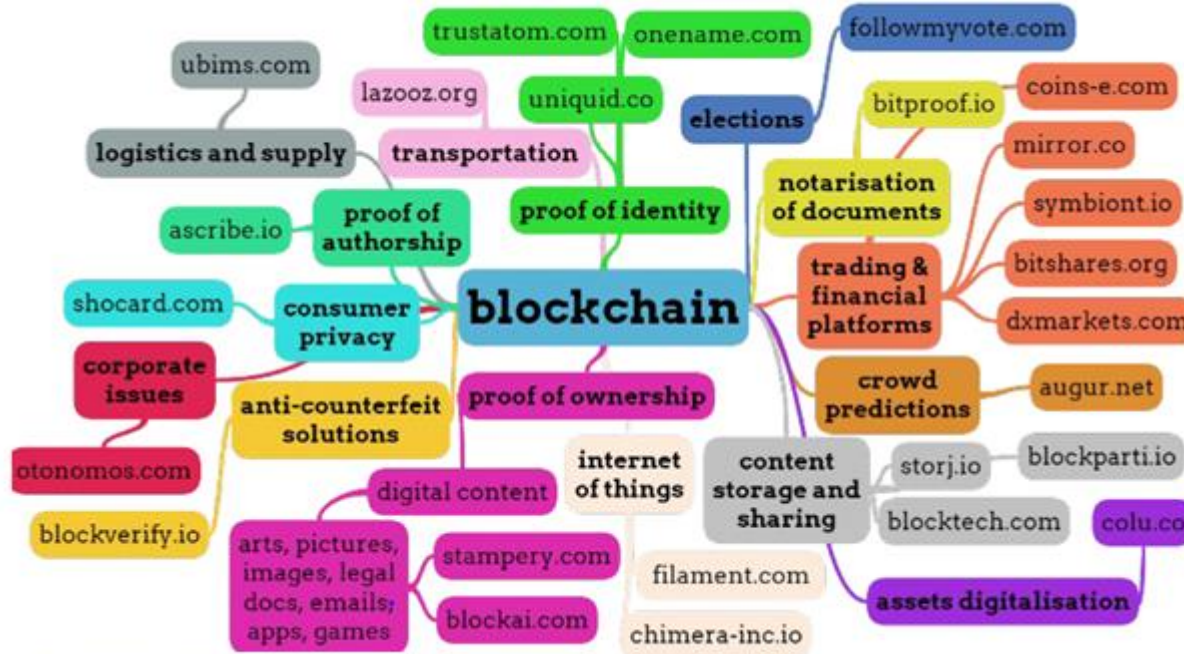 trustatom.com
onename.com
followmyvote.com
ubims.com
lazooz.org
uniquid.co
elections
bitproof.io
coins-e.com
logistics and supply
transportation
mirror.co
proof of
authorship
ascribe.io
proof of identity
notarisation
of documents
symbiont.io
shocard.com
consumer
privacy
blockchain
trading &
financial
platforms
bitshares.org
dxmarkets.com
corporate
issues
anti-counterfeit
solutions
proof of ownership
crowd
predictions
augur.net
otonomos.com
digital content
internet
of things
content
storage and
sharing
storj.io
blockparti.io
blockverify.io
blocktech.com
colu.co
arts, pictures,
images, legal
docs, emails;
apps, games
stampery.com
blockai.com
filament.com
chimera-inc.io
assets digitalisation